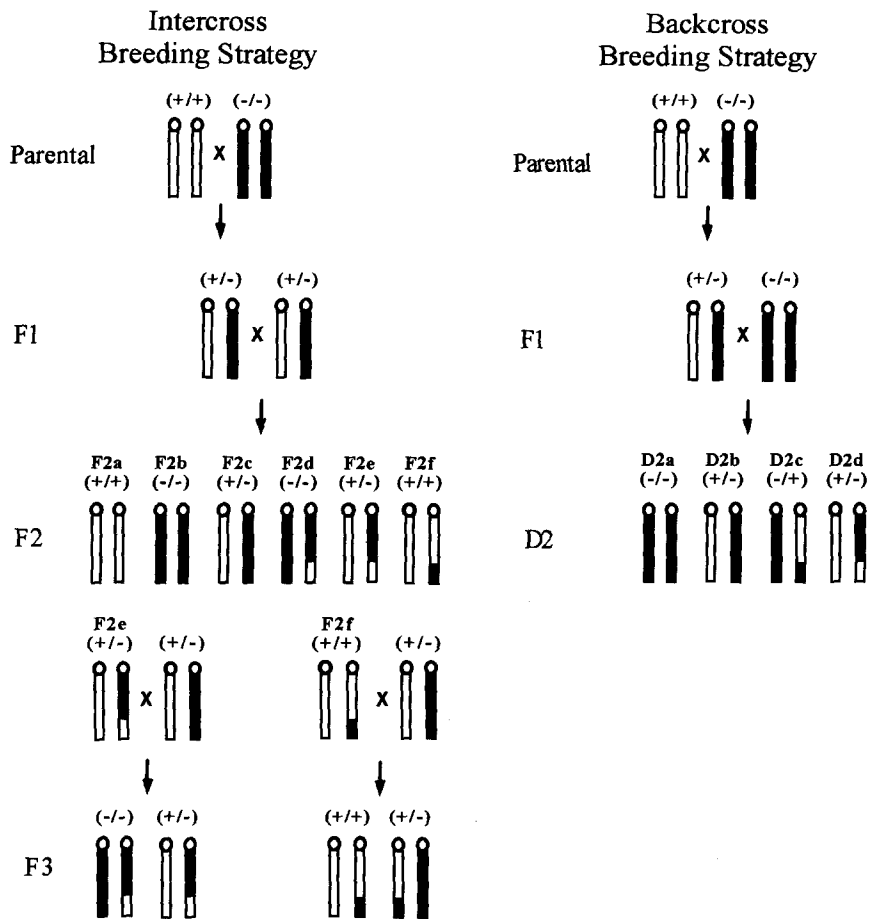 Intercross
Breeding Strategy
(+/+) (-/-)
Parental X
(+/-) (+/-)
F1 X
F2a F2b F2c F2d F2e F2f
(+/+) (-/-) (+/-) (-/-) (+/-) (+/+)
F2
F2e F2f
(+/-) (+/-) (+/+) (+/-)
X X
(-/-) (+/-) (+/+) (+/-)
F3
Backcross
Breeding Strategy
(+/+) (-/-)
Parental X
(+/-) (-/-)
F1 X
D2a D2b D2c D2d
(-/-) (+/-) (-/+) (+/-)
D2